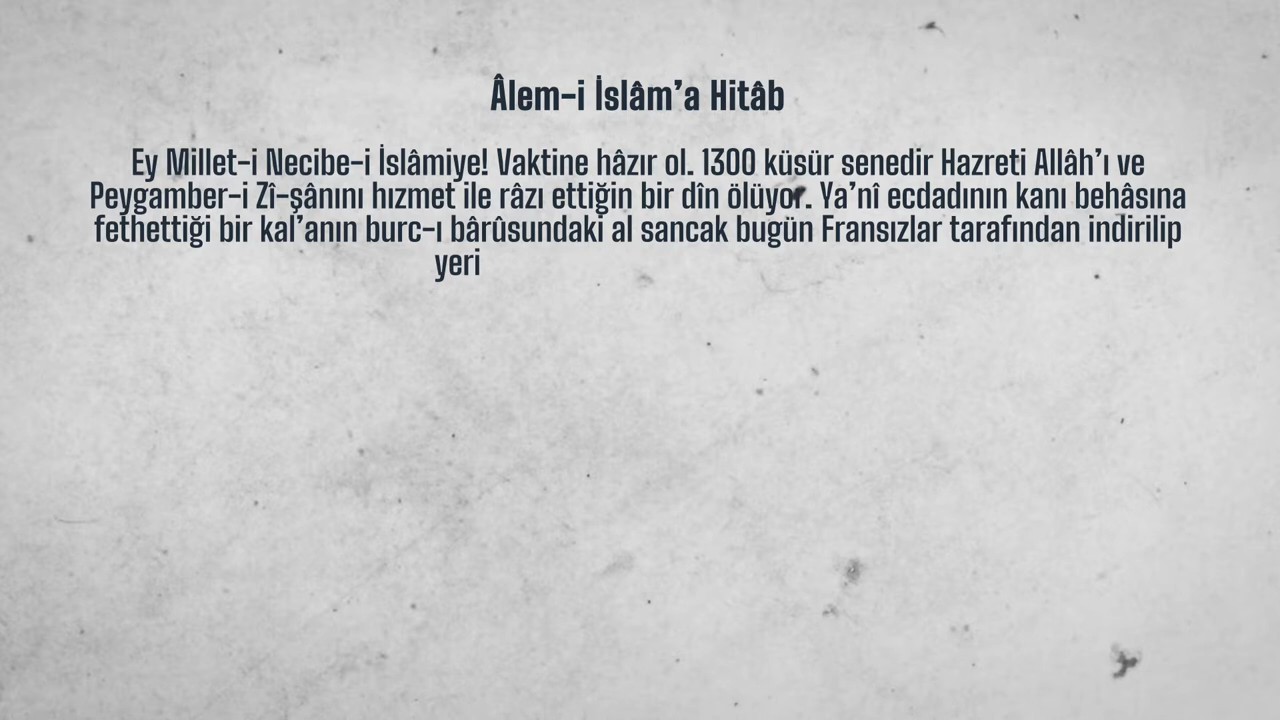 Âlem-i İslâm’a Hitâb
Ey Millet-i Necibe-i İslâmiye! Vaktine hâzır ol. 1300 küsür senedir Hazreti Allâh’ı ve
Peygamber-i Zî-şânını hızmet ile râzı ettiğin bir dîn ölüyor. Ya’nî ecdadının kanı behâsına
fethettiği bir kal’anın burc-ı bârûsundaki al sancak bugün Fransızlar tarafından indirilip
yeri